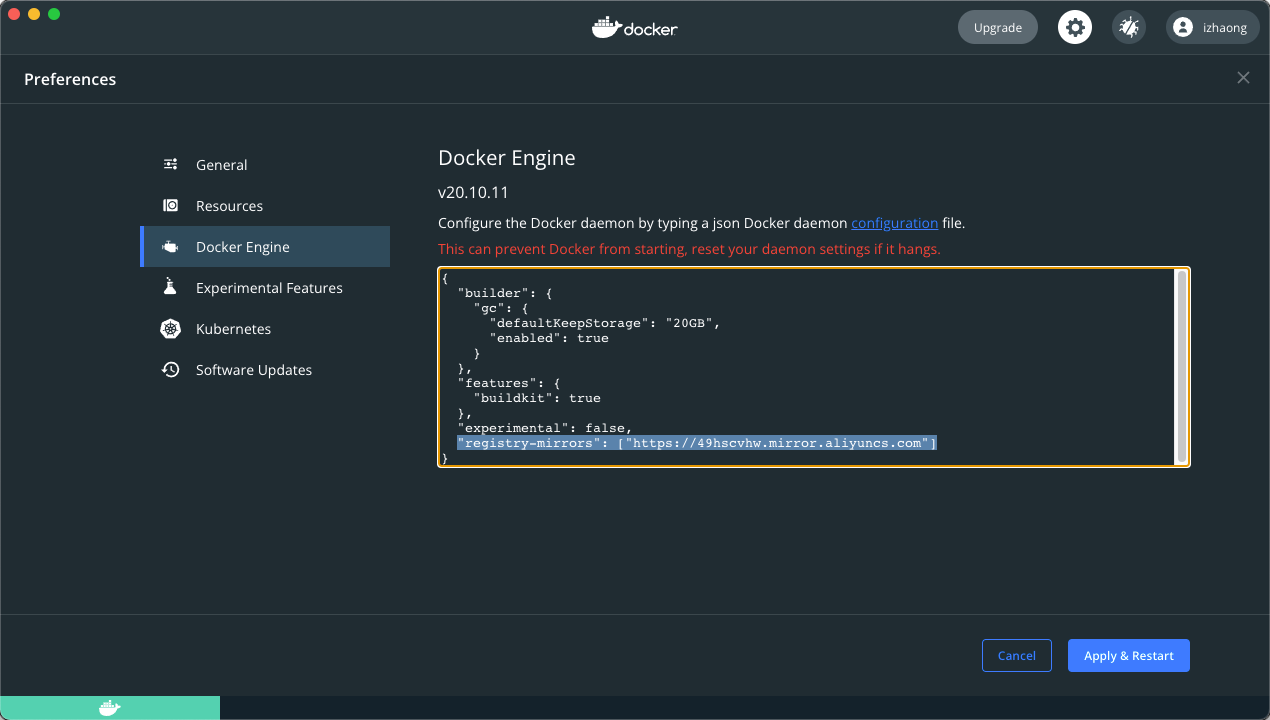 docker
Upgrade
izhaong
Preferences
General
Resources
Docker Engine
Experimental Features
Kubernetes
Software Updates
Docker Engine
v20.10.11
Configure the Docker daemon by typing a json Docker daemon configuration file.
This can prevent Docker from starting, reset your daemon settings if it hangs.
{
  "builder": {
    "gc": {
      "defaultKeepStorage": "20GB",
      "enabled": true
    }
  },
  "features": {
    "buildkit": true
  },
  "experimental": false,
  "registry-mirrors": ["https://49hscvhw.mirror.aliyuncs.com"]
}
Cancel
Apply & Restart